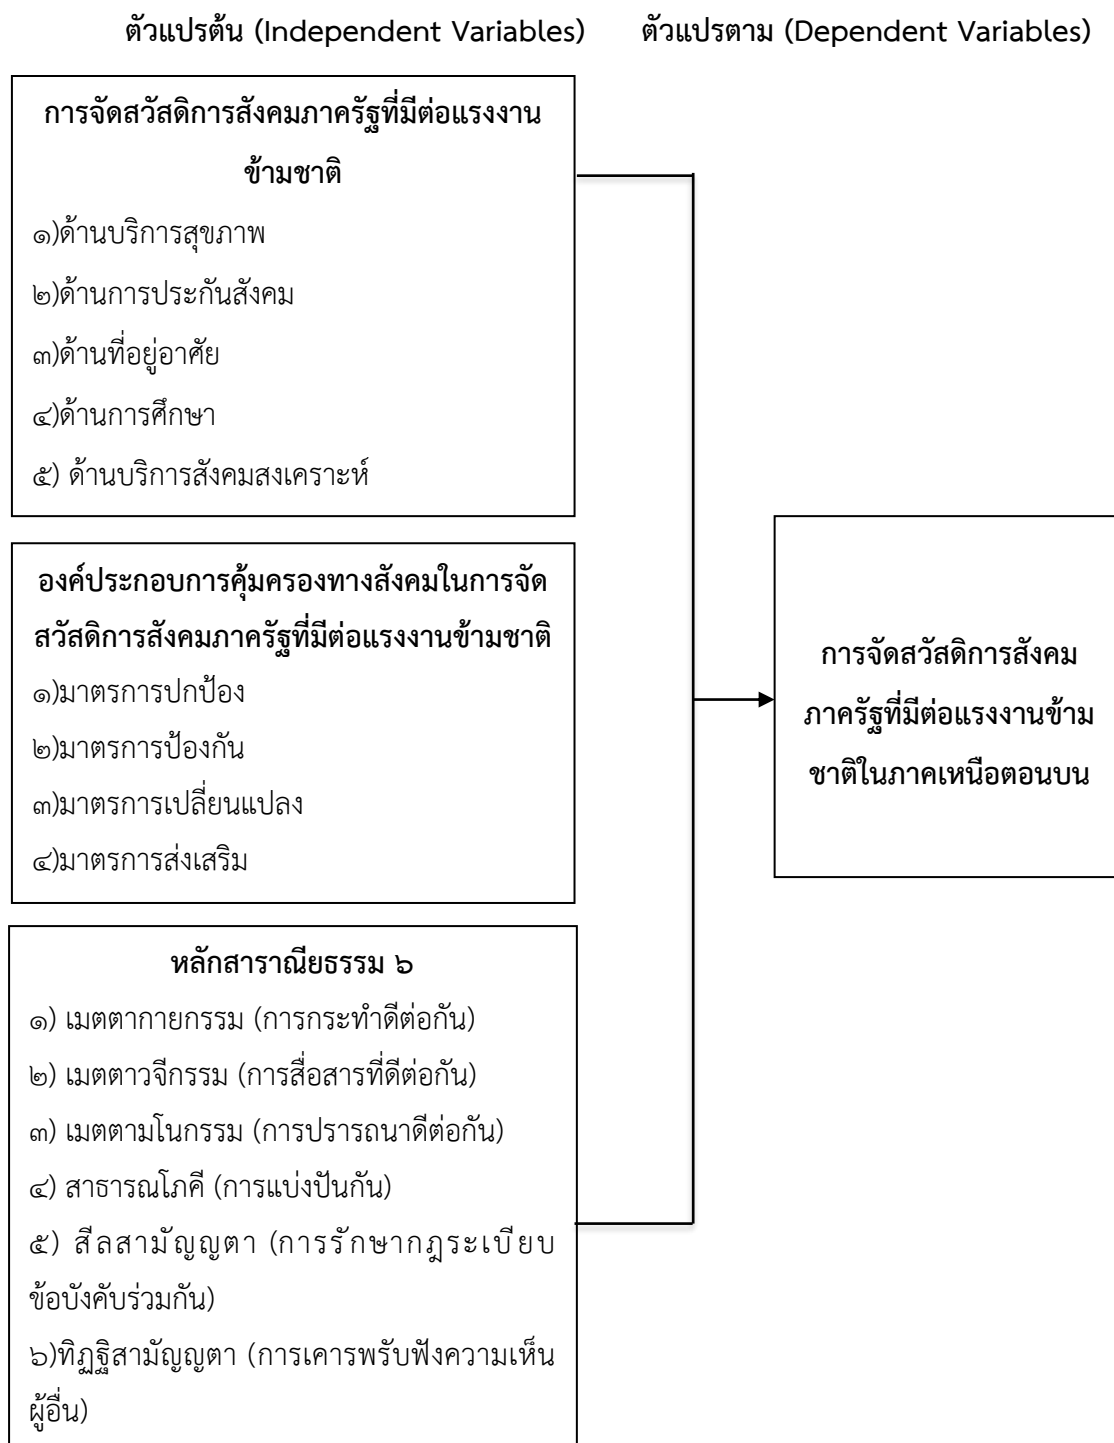 ตัวแปรต้น (Independent Variables)
ตัวแปรตาม (Dependent Variables)
การจัดสวัสดิการสังคมภาครัฐที่มีต่อแรงงาน
ข้ามชาติ
๑)ด้านบริการสุขภาพ
๒)ด้านการประกันสังคม
๓)ด้านที่อยู่อาศัย
๔)ด้านการศึกษา
๕) ด้านบริการสังคมสงเคราะห์
องค์ประกอบการคุ้มครองทางสังคมในการจัด
สวัสดิการสังคมภาครัฐที่มีต่อแรงงานข้ามชาติ
๑)มาตรการปกป้อง
๒)มาตรการป้องกัน
๓)มาตรการเปลี่ยนแปลง
๔)มาตรการส่งเสริม
หลักสาราณียธรรม ๖
๑) เมตตากายกรรม (การกระทำดีต่อกัน)
๒) เมตตาวจีกรรม (การสื่อสารที่ดีต่อกัน)
๓) เมตตามโนกรรม (การปรารถนาดีต่อกัน)
๔) สาธารณโภคี (การแบ่งปันกัน)
๕) สีลสามัญญตา (การรักษากฎระเบียบ
ข้อบังคับร่วมกัน)
๖)ทิฏฐิสามัญญตา (การเคารพรับฟังความเห็น
ผู้อื่น)
การจัดสวัสดิการสังคม
ภาครัฐที่มีต่อแรงงานข้าม
ชาติในภาคเหนือตอนบน